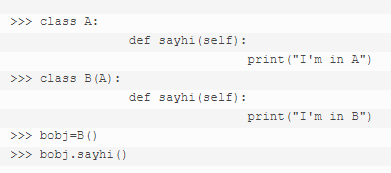 >>> class A:
def sayhi(self):
print("I'm in A")
>>> class B(A):
def sayhi(self):
print("I'm in B")
>>> bobj=B()
>>> bobj.sayhi()